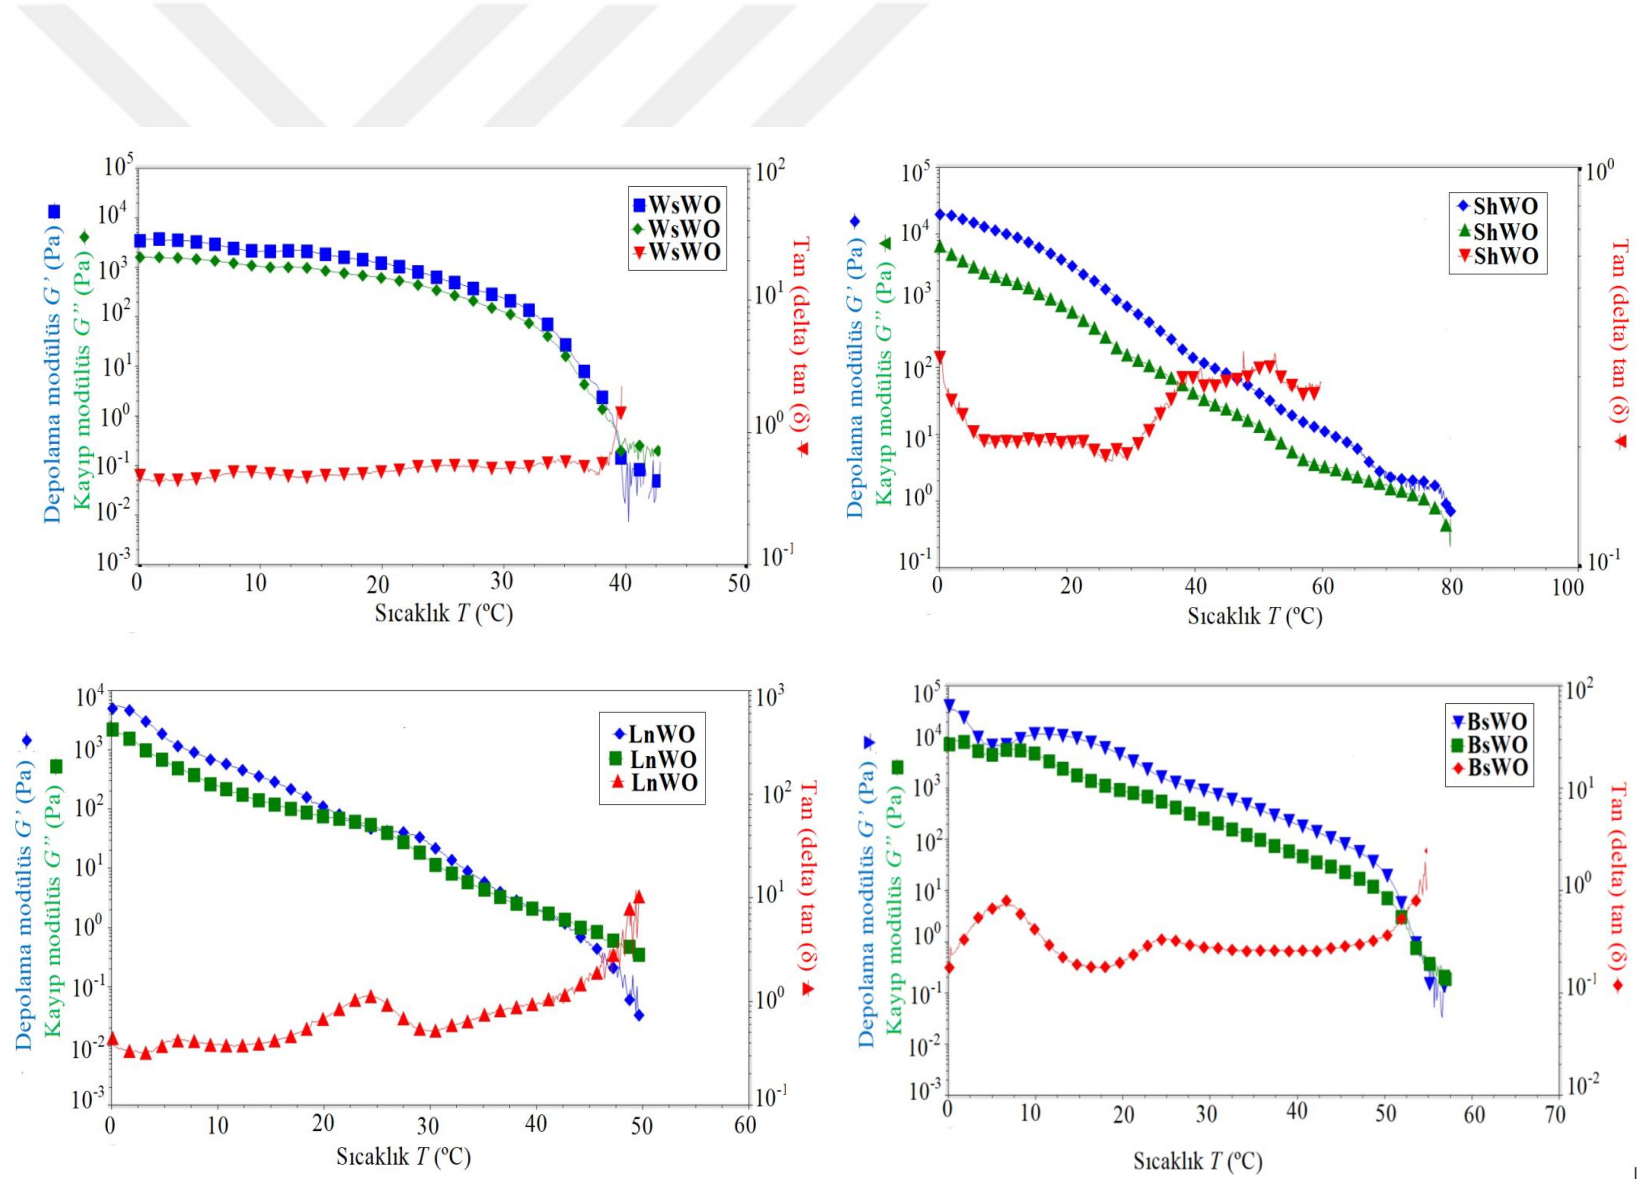 10^5
10^4
10^3
10^2
10^1
10^0
10^-1
10^-2
10^-3
10^2
10^1
10^0
10^-1
0 10 20 30 40 50
Sıcaklık T (ºC)
Depolama modülüs G' (Pa)
Kayıp modülüs G'' (Pa)
Tan (delta) tan (δ)
WsWO
WsWO
WsWO
10^5
10^4
10^3
10^2
10^1
10^0
10^-1
10^0
10^-1
0 20 40 60 80 100
Sıcaklık T (ºC)
Depolama modülüs G' (Pa)
Kayıp modülüs G'' (Pa)
Tan (delta) tan (δ)
ShWO
ShWO
ShWO
10^4
10^3
10^2
10^1
10^0
10^-1
10^-2
10^-3
10^3
10^2
10^1
10^0
10^-1
0 10 20 30 40 50 60
Sıcaklık T (ºC)
Depolama modülüs G' (Pa)
Kayıp modülüs G'' (Pa)
Tan (delta) tan (δ)
LnWO
LnWO
LnWO
10^5
10^4
10^3
10^2
10^1
10^0
10^-1
10^-2
10^-3
10^2
10^1
10^0
10^-1
10^-2
0 10 20 30 40 50 60 70
Sıcaklık T (ºC)
Depolama modülüs G' (Pa)
Kayıp modülüs G'' (Pa)
Tan (delta) tan (δ)
BsWO
BsWO
BsWO